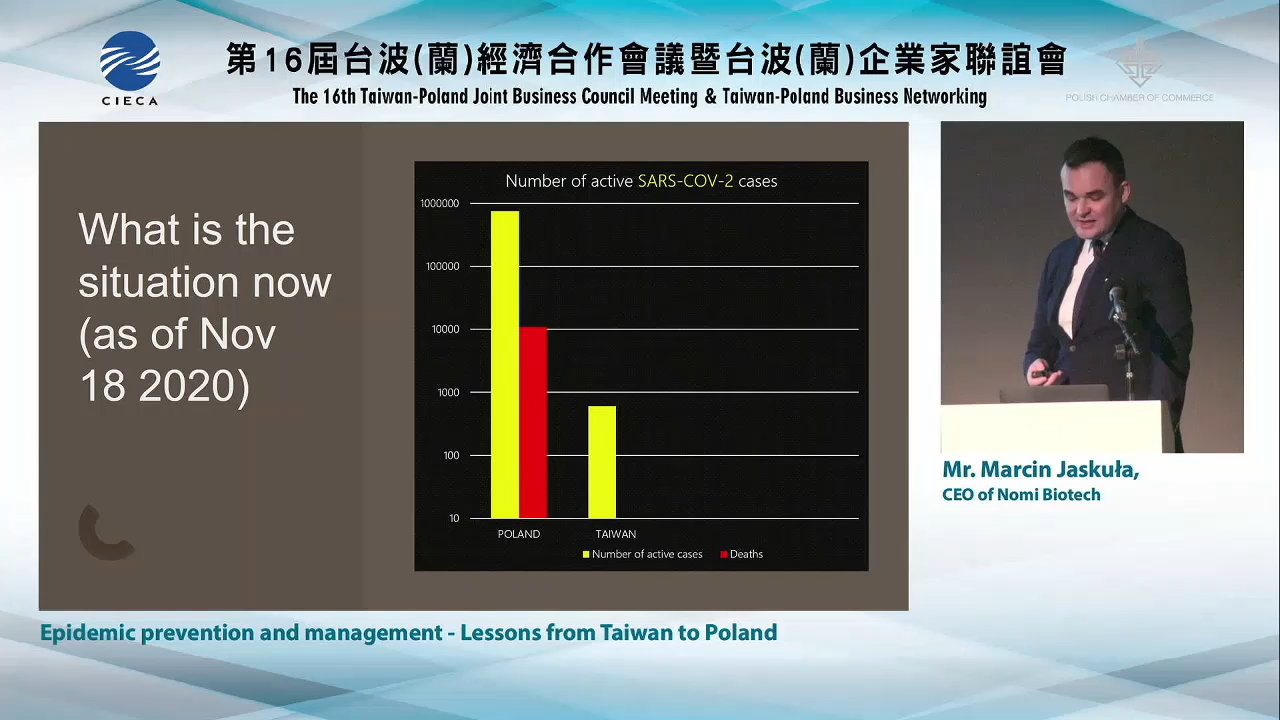 CIECA
第16屆台波(蘭)經濟合作會議暨台波(蘭)企業家聯誼會
The 16th Taiwan-Poland Joint Business Council Meeting & Taiwan-Poland Business Networking
POLISH CHAMBER OF COMMERCE
What is the
situation now
(as of Nov
18 2020)
Number of active SARS-COV-2 cases
1000000
100000
10000
1000
100
10
POLAND
TAIWAN
Number of active cases
Deaths
Mr. Marcin Jaskuła,
CEO of Nomi Biotech
Epidemic prevention and management - Lessons from Taiwan to Poland